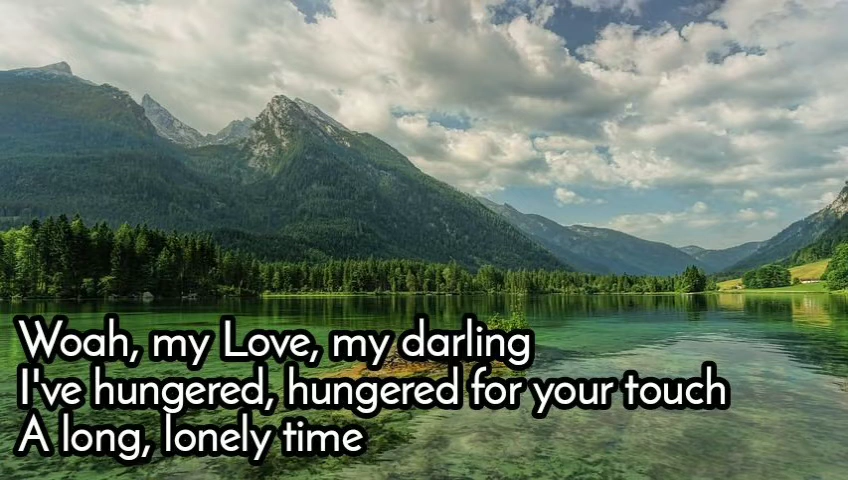 Woah, my Love, my darling
I've hungered, hungered for your touch
A long, lonely time